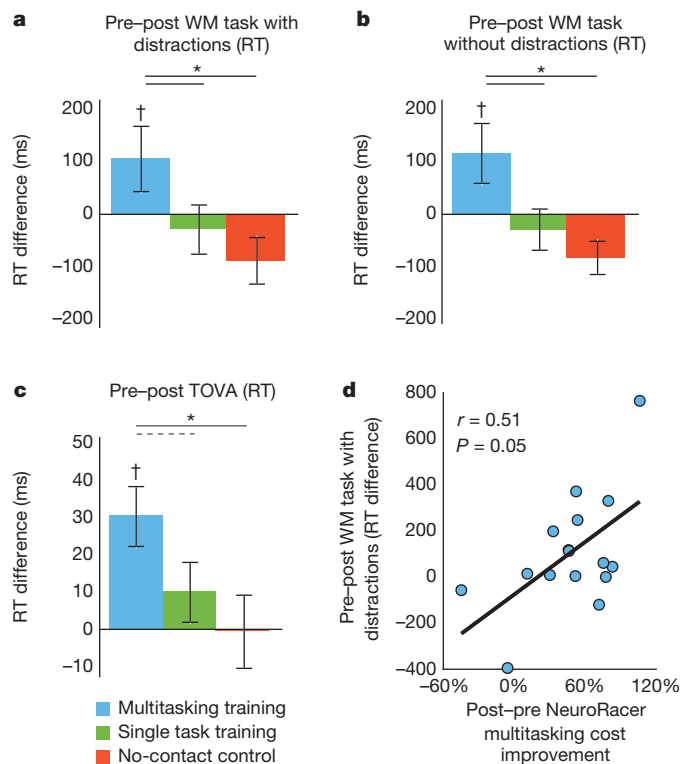 a
Pre–post WM task with
distractions (RT)
*
†
200
100
0
–100
–200
RT difference (ms)
b
Pre–post WM task
without distractions (RT)
*
†
200
100
0
–100
–200
RT difference (ms)
c
Pre–post TOVA (RT)
*
†
50
40
30
20
10
0
–10
RT difference (ms)
Multitasking training
Single task training
No-contact control
d
r = 0.51
P = 0.05
800
600
400
200
0
–200
–400
Pre–post WM task with
distractions (RT difference)
–60% 0% 60% 120%
Post–pre NeuroRacer
multitasking cost
improvement